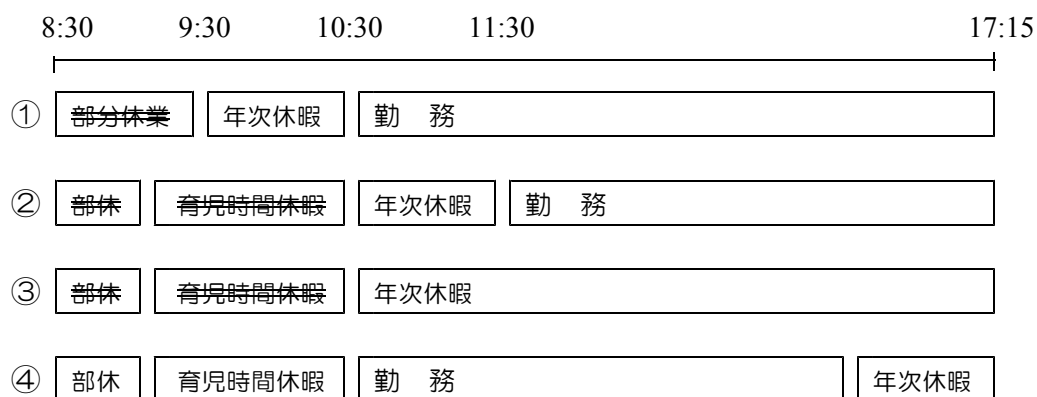 8:30 9:30 10:30 11:30 17:15
① 部分休業 年次休暇 勤 務
② 部休 育児時間休暇 年次休暇 勤 務
③ 部休 育児時間休暇 年次休暇
④ 部休 育児時間休暇 勤 務 年次休暇